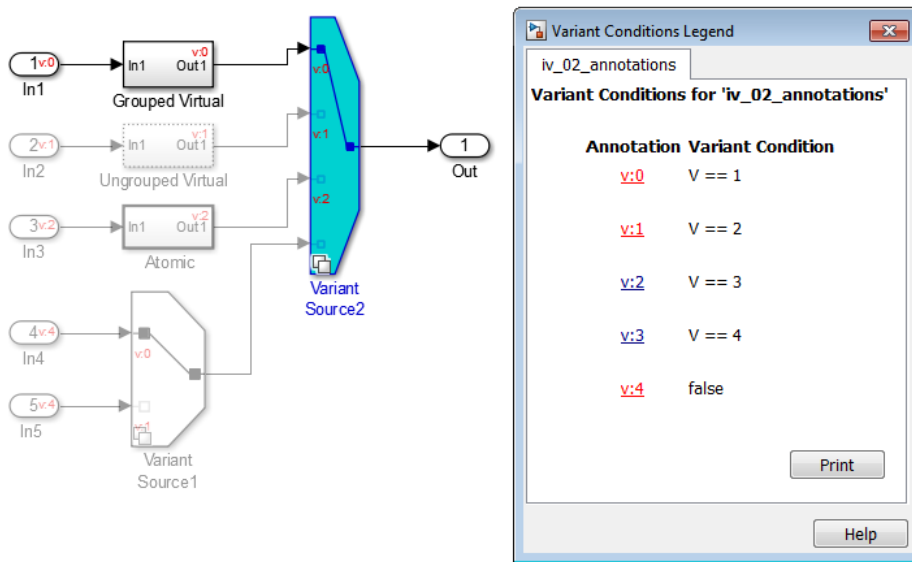 1 v:0
In1
v:0
In1 Out1
Grouped Virtual
v:0
2 v:1
In2
v:1
In1 Out1
Ungrouped Virtual
v:1
3 v:2
In3
v:2
In1 Out1
Atomic
v:2
1
Out
Variant
Source2
4 v:4
In4
v:0
5 v:4
In5
v:1
Variant
Source1
Variant Conditions Legend
iv_02_annotations
Variant Conditions for 'iv_02_annotations'
Annotation Variant Condition
v:0 V == 1
v:1 V == 2
v:2 V == 3
v:3 V == 4
v:4 false
Print
Help